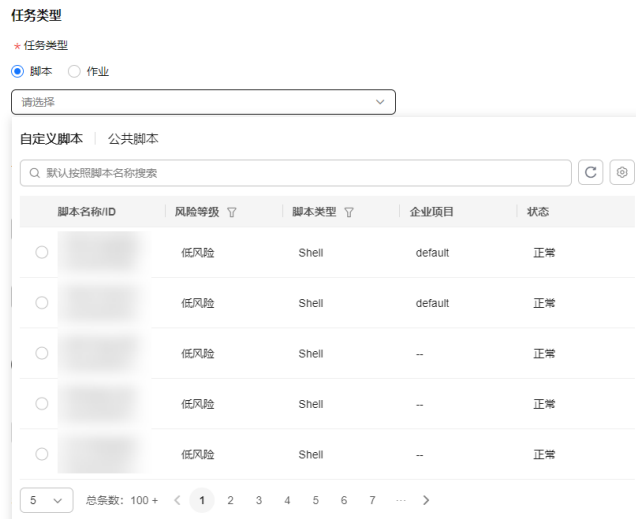 任务类型
* 任务类型
脚本 作业
请选择
自定义脚本 公共脚本
默认按照脚本名称搜索
脚本名称/ID 风险等级 脚本类型 企业项目 状态
低风险 Shell default 正常
低风险 Shell default 正常
低风险 Shell -- 正常
低风险 Shell -- 正常
低风险 Shell -- 正常
5 总条数: 100 + < 1 2 3 4 5 6 7 ... >